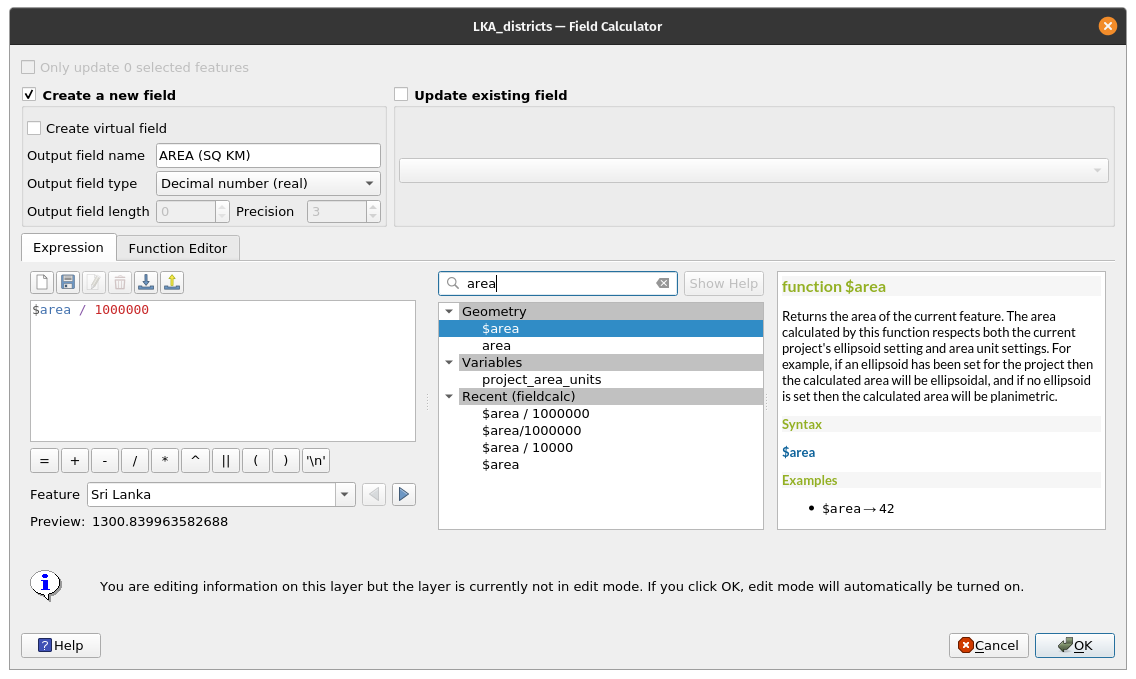 LKA_districts — Field Calculator
Only update 0 selected features
Create a new field
Update existing field
Create virtual field
Output field name AREA (SQ KM)
Output field type Decimal number (real)
Output field length 0 Precision 3
Expression Function Editor
$area / 1000000
= + - / * ^ || ( ) '\n'
Feature Sri Lanka
Preview: 1300.839963582688
area Show Help
Geometry
$area
area
Variables
project_area_units
Recent (fieldcalc)
$area / 1000000
$area/1000000
$area / 10000
$area
function $area
Returns the area of the current feature. The area
calculated by this function respects both the current
project's ellipsoid setting and area unit settings. For
example, if an ellipsoid has been set for the project then
the calculated area will be ellipsoidal, and if no ellipsoid
is set then the calculated area will be planimetric.
Syntax
$area
Examples
• $area → 42
You are editing information on this layer but the layer is currently not in edit mode. If you click OK, edit mode will automatically be turned on.
Help Cancel OK